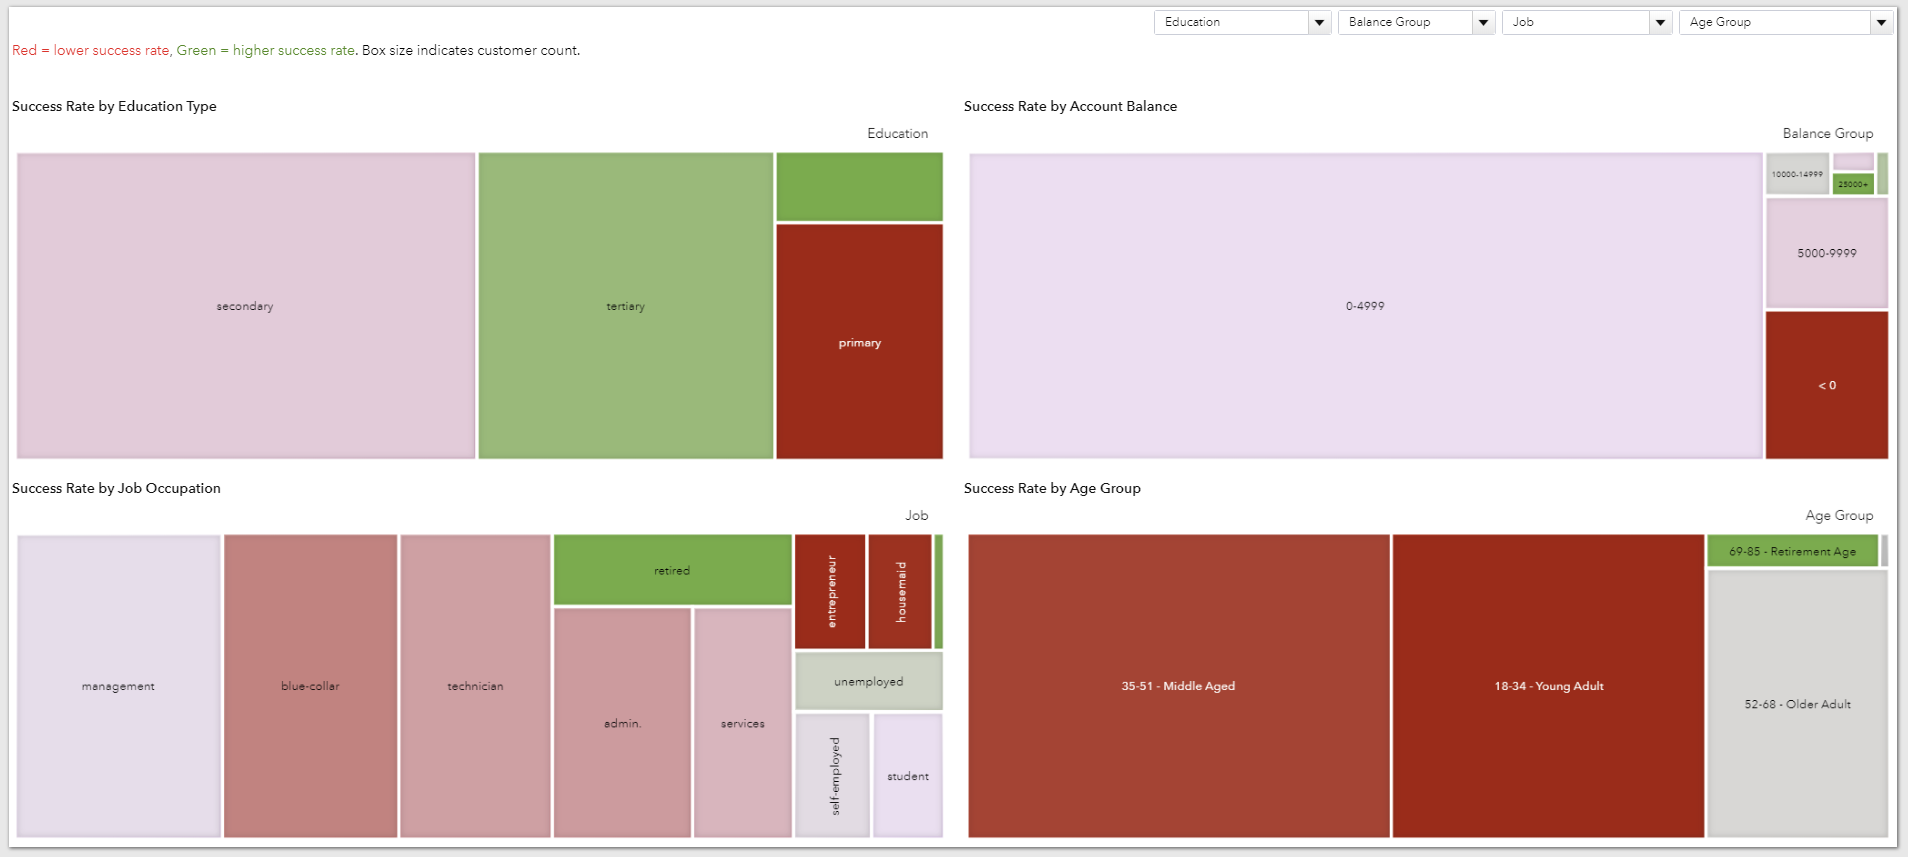 Education
Balance Group
Job
Age Group
Red = lower success rate, Green = higher success rate. Box size indicates customer count.
Success Rate by Education Type
Education
secondary
tertiary
primary
Success Rate by Account Balance
Balance Group
0-4999
10000-14999
25000+
5000-9999
< 0
Success Rate by Job Occupation
Job
management
blue-collar
technician
retired
admin.
services
entrepreneur
housemaid
unemployed
self-employed
student
Success Rate by Age Group
Age Group
35-51 - Middle Aged
18-34 - Young Adult
69-85 - Retirement Age
52-68 - Older Adult